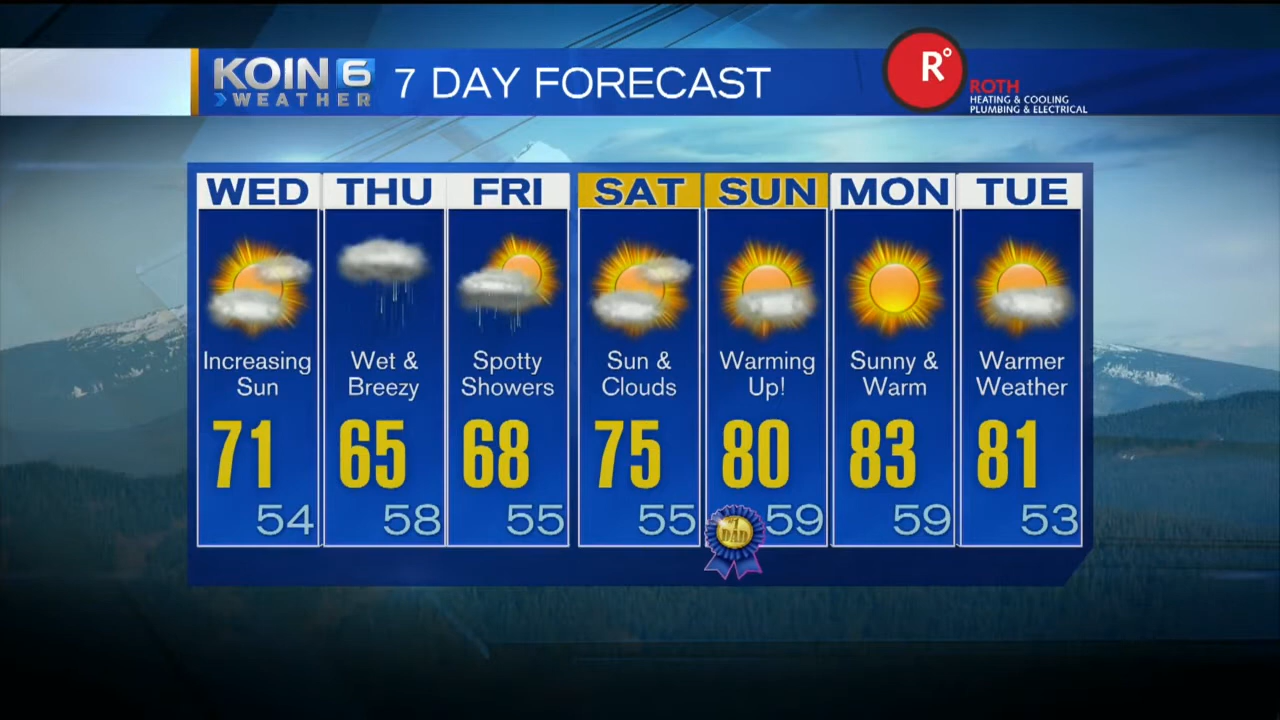 KOIN 6
WEATHER
7 DAY FORECAST
R°
ROTH
HEATING & COOLING
PLUMBING & ELECTRICAL
WED
THU
FRI
SAT
SUN
MON
TUE
Increasing
Sun
Wet &
Breezy
Spotty
Showers
Sun &
Clouds
Warming
Up!
Sunny &
Warm
Warmer
Weather
71
65
68
75
80
83
81
54
58
55
55
59
59
53
#1
DAD